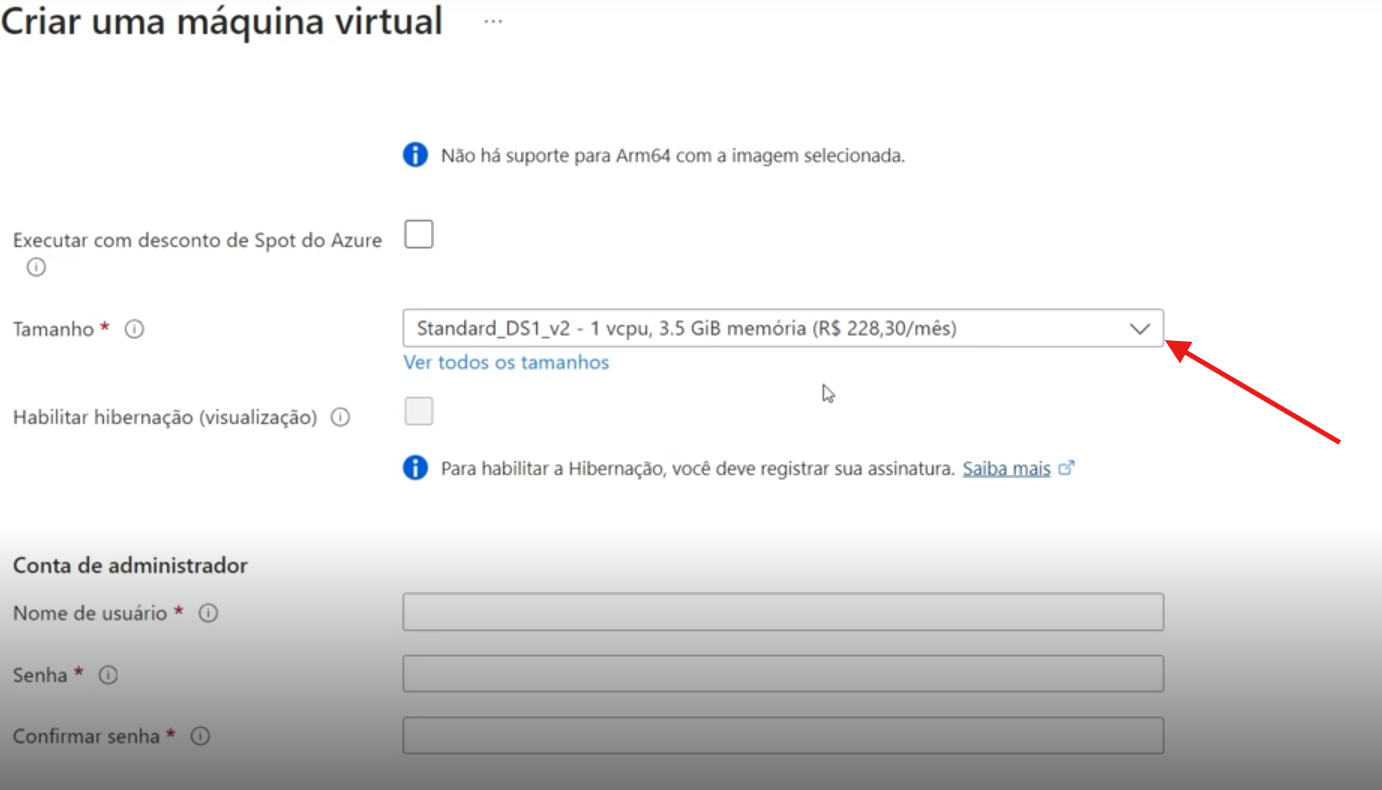 Criar uma máquina virtual ...
Não há suporte para Arm64 com a imagem selecionada.
Executar com desconto de Spot do Azure
Tamanho *
Standard_DS1_v2 - 1 vcpu, 3.5 GiB memória (R$ 228,30/mês)
Ver todos os tamanhos
Habilitar hibernação (visualização)
Para habilitar a Hibernação, você deve registrar sua assinatura. Saiba mais
Conta de administrador
Nome de usuário *
Senha *
Confirmar senha *